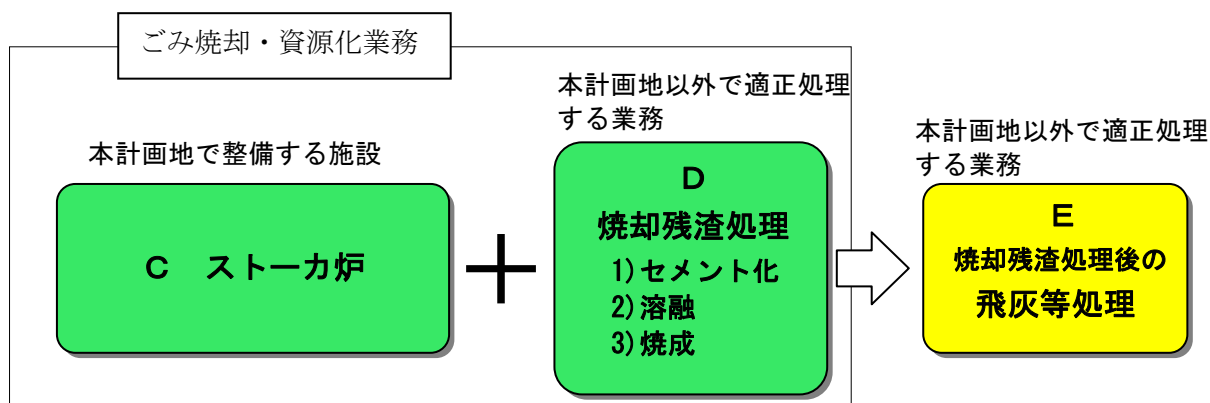 ごみ焼却・資源化業務
本計画地で整備する施設
C　ストーカ炉
＋
本計画地以外で適正処理
する業務
D
焼却残渣処理
1)セメント化
2)溶融
3)焼成
本計画地以外で適正処理
する業務
E
焼却残渣処理後の
飛灰等処理